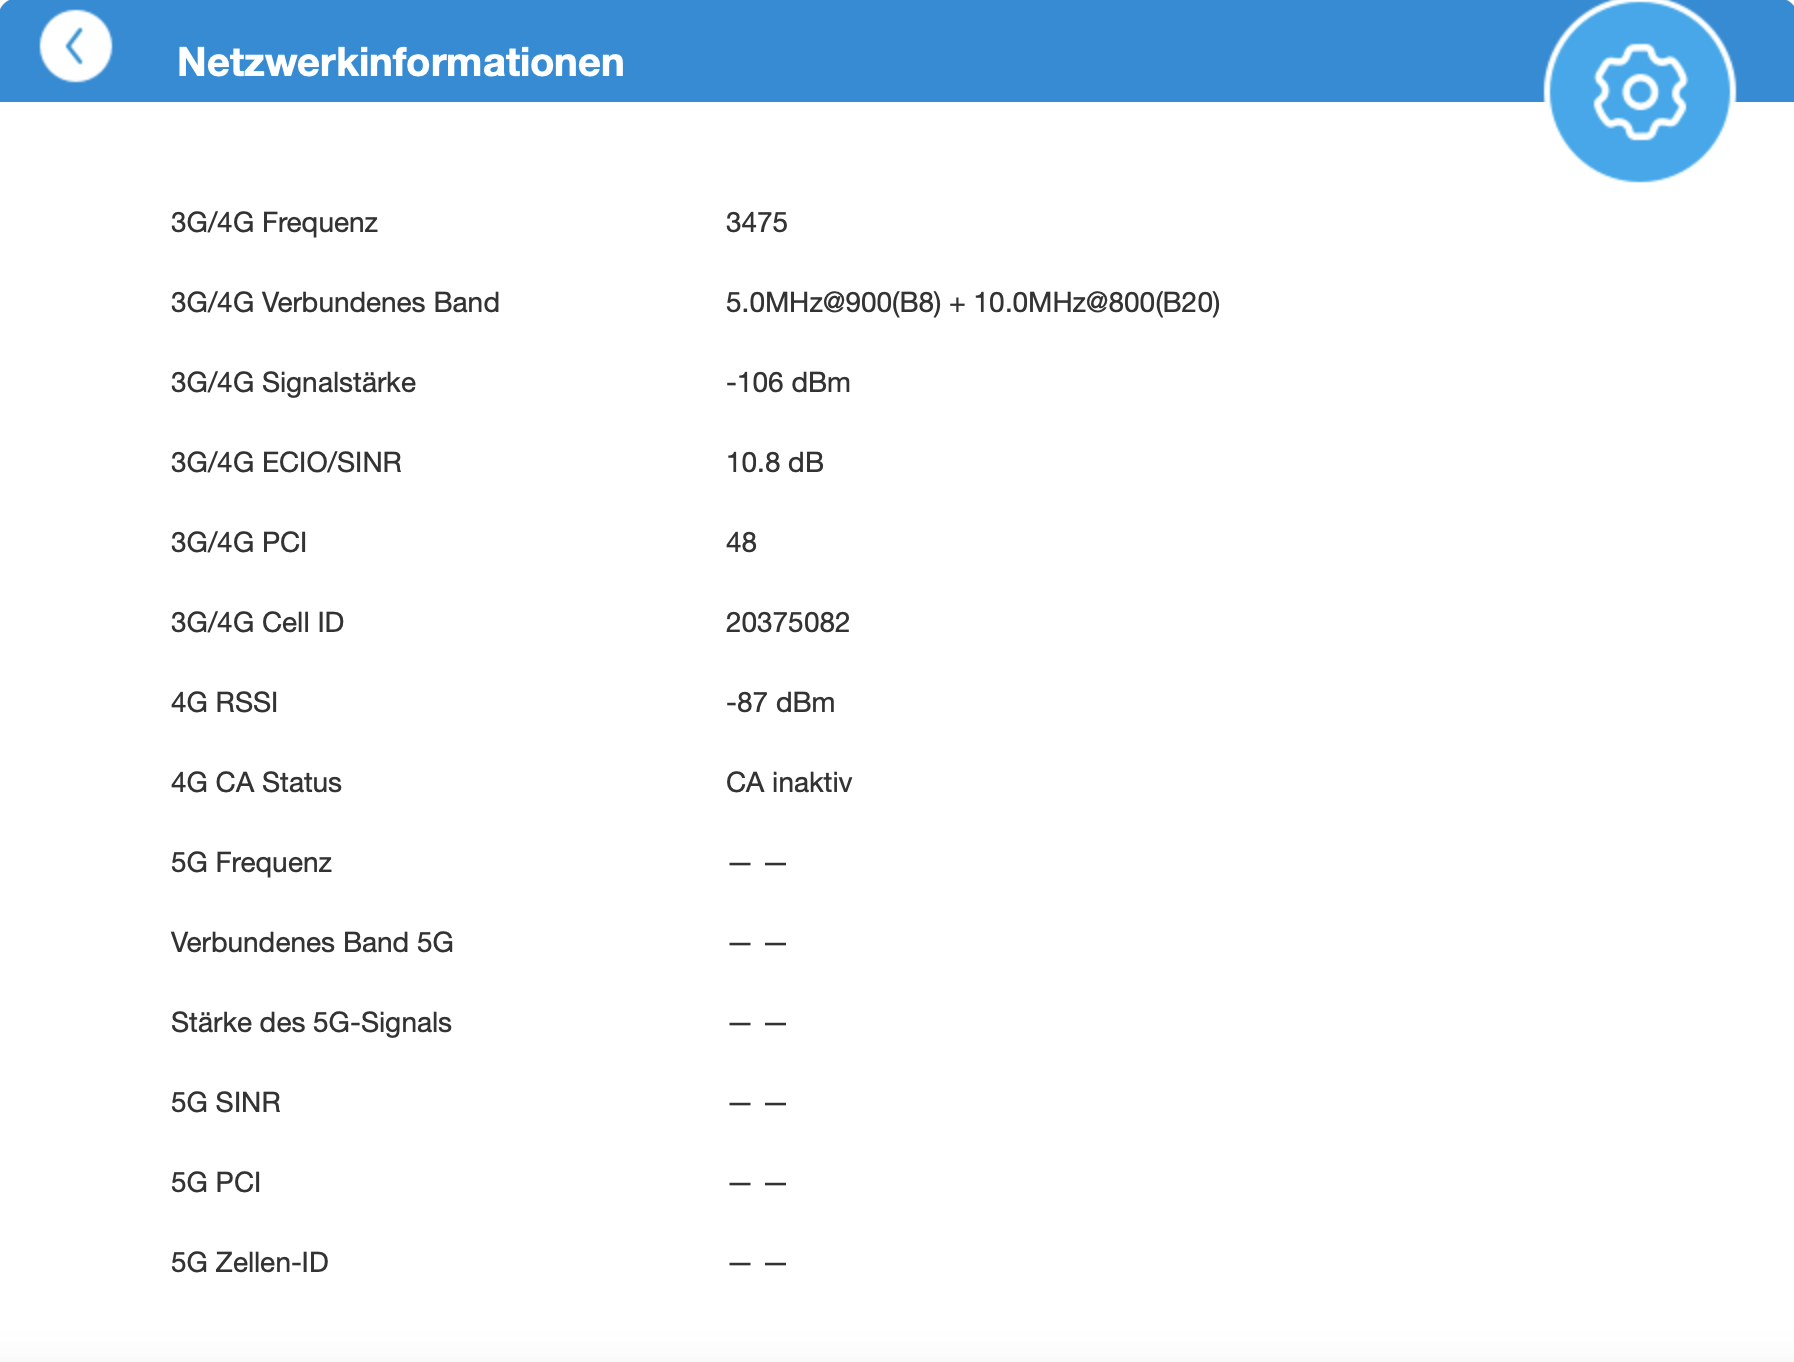 Netzwerkinformationen
3G/4G Frequenz 3475
3G/4G Verbundenes Band 5.0MHz@900(B8) + 10.0MHz@800(B20)
3G/4G Signalstärke -106 dBm
3G/4G ECIO/SINR 10.8 dB
3G/4G PCI 48
3G/4G Cell ID 20375082
4G RSSI -87 dBm
4G CA Status CA inaktiv
5G Frequenz — —
Verbundenes Band 5G — —
Stärke des 5G-Signals — —
5G SINR — —
5G PCI — —
5G Zellen-ID — —